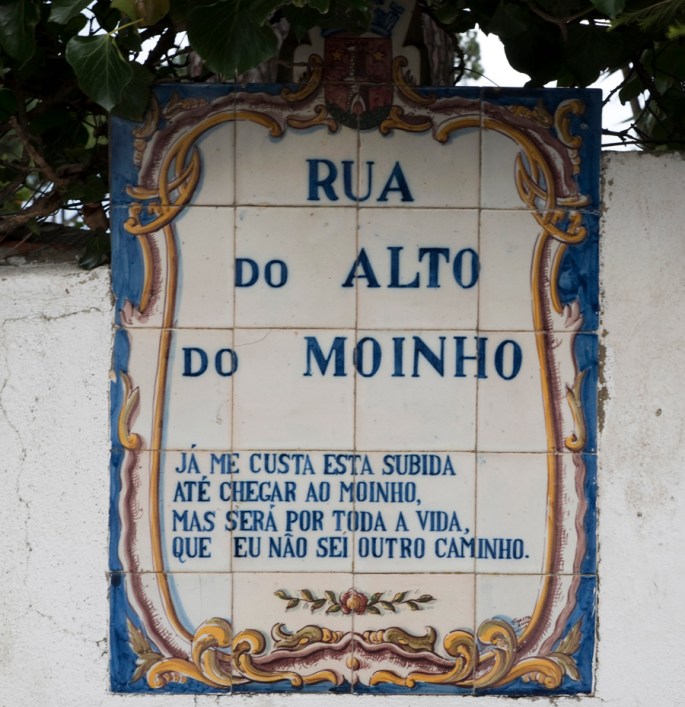 RUA
DO ALTO
DO MOINHO
JÁ ME CUSTA ESTA SUBIDA
ATÉ CHEGAR AO MOINHO,
MAS SERÁ POR TODA A VIDA,
QUE EU NÃO SEI OUTRO CAMINHO.